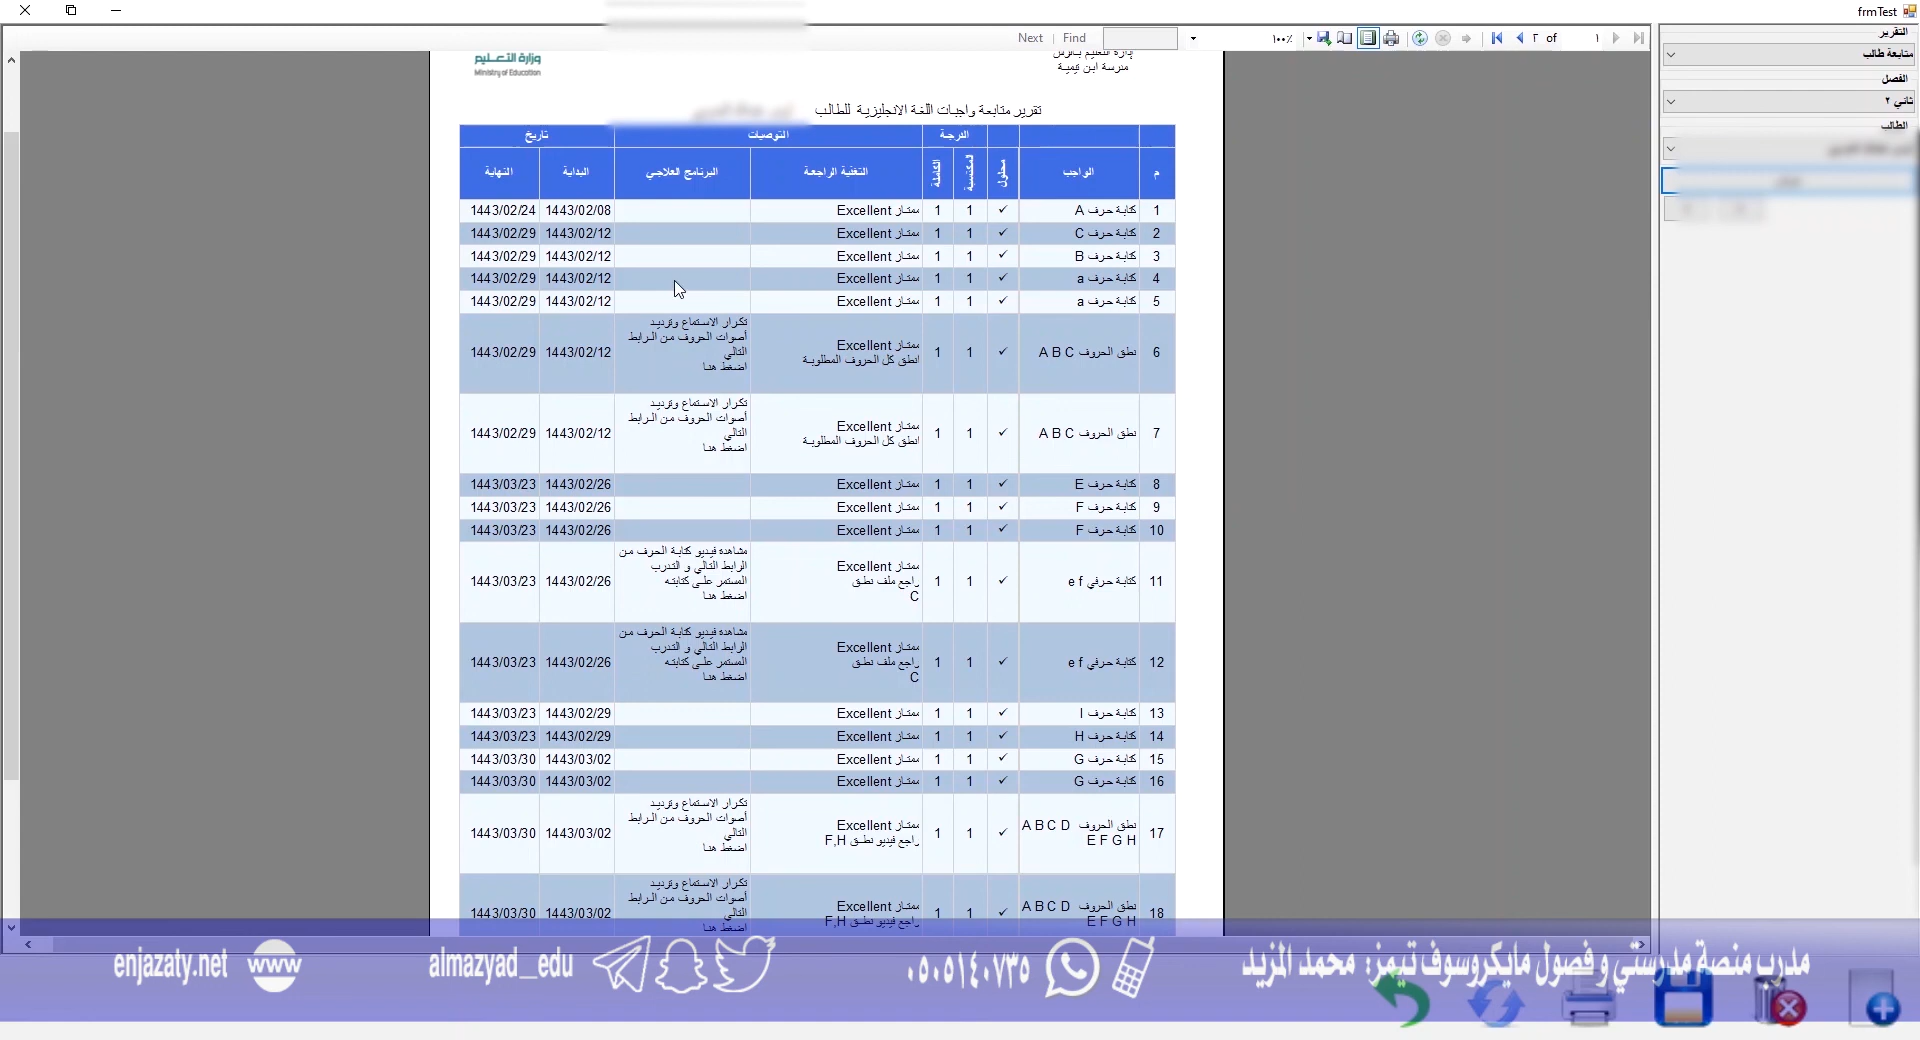 frmTest
Next | Find
١٠٠٪
٢ of ١
التقرير
متابعة طالب
الفصل
ثاني ٢
الطالب
وزارة التعليم
Ministry of Education
مدرسة ابن تيمية
تقرير متابعة واجبات اللغة الانجليزية للطالب
الدرجة التوصيات تاريخ
م الواجب محلول المكتسبة الكاملة التغذية الراجعة البرنامج العلاجي البداية النهاية
1 كتابة حرف A ✓ 1 1 ممتاز Excellent 1443/02/08 1443/02/24
2 كتابة حرف C ✓ 1 1 ممتاز Excellent 1443/02/12 1443/02/29
3 كتابة حرف B ✓ 1 1 ممتاز Excellent 1443/02/12 1443/02/29
4 كتابة حرف a ✓ 1 1 ممتاز Excellent 1443/02/12 1443/02/29
5 كتابة حرف a ✓ 1 1 ممتاز Excellent 1443/02/12 1443/02/29
6 نطق الحروف A B C ✓ 1 1 ممتاز Excellent
انطق كل الحروف المطلوبة
تكرار الاستماع وترديد
أصوات الحروف من الرابط
التالي
اضغط هنا
1443/02/12 1443/02/29
7 نطق الحروف A B C ✓ 1 1 ممتاز Excellent
انطق كل الحروف المطلوبة
تكرار الاستماع وترديد
أصوات الحروف من الرابط
التالي
اضغط هنا
1443/02/12 1443/02/29
8 كتابة حرف E ✓ 1 1 ممتاز Excellent 1443/02/26 1443/03/23
9 كتابة حرف F ✓ 1 1 ممتاز Excellent 1443/02/26 1443/03/23
10 كتابة حرف F ✓ 1 1 ممتاز Excellent 1443/02/26 1443/03/23
11 كتابة حرفي e f ✓ 1 1 ممتاز Excellent
راجع ملف نطق
C
مشاهدة فيديو كتابة الحرف من
الرابط التالي و التدرب
المستمر على كتابته
اضغط هنا
1443/02/26 1443/03/23
12 كتابة حرفي e f ✓ 1 1 ممتاز Excellent
راجع ملف نطق
C
مشاهدة فيديو كتابة الحرف من
الرابط التالي و التدرب
المستمر على كتابته
اضغط هنا
1443/02/26 1443/03/23
13 كتابة حرف I ✓ 1 1 ممتاز Excellent 1443/02/29 1443/03/23
14 كتابة حرف H ✓ 1 1 ممتاز Excellent 1443/02/29 1443/03/23
15 كتابة حرف G ✓ 1 1 ممتاز Excellent 1443/03/02 1443/03/30
16 كتابة حرف G ✓ 1 1 ممتاز Excellent 1443/03/02 1443/03/30
17 نطق الحروف A B C D
E F G H
✓ 1 1 ممتاز Excellent
راجع فيديو نطق F,H
تكرار الاستماع وترديد
أصوات الحروف من الرابط
التالي
اضغط هنا
1443/03/02 1443/03/30
18 نطق الحروف A B C D
E F G H
✓ 1 1 ممتاز Excellent
راجع فيديو نطق F,H
تكرار الاستماع وترديد
أصوات الحروف من الرابط
التالي
اضغط هنا
1443/03/02 1443/03/30
مدرب منصة مدرستي و فصول مايكروسوفت تيمز: محمد المزيد
٠٥٠٥١٤٠٧٣٥
almazyad_edu
www enjazaty.net